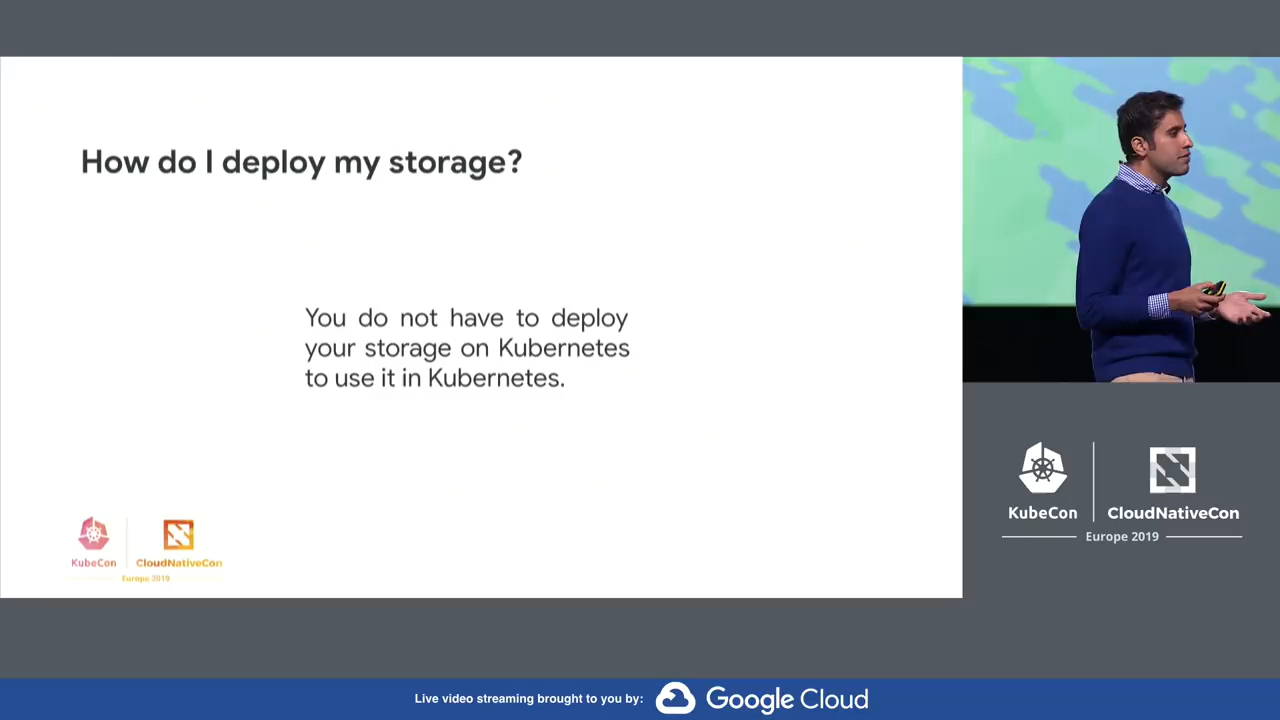 How do I deploy my storage?
You do not have to deploy
your storage on Kubernetes
to use it in Kubernetes.
KubeCon
CloudNativeCon
Europe 2019
KubeCon
CloudNativeCon
Europe 2019
Live video streaming brought to you by:
Google Cloud